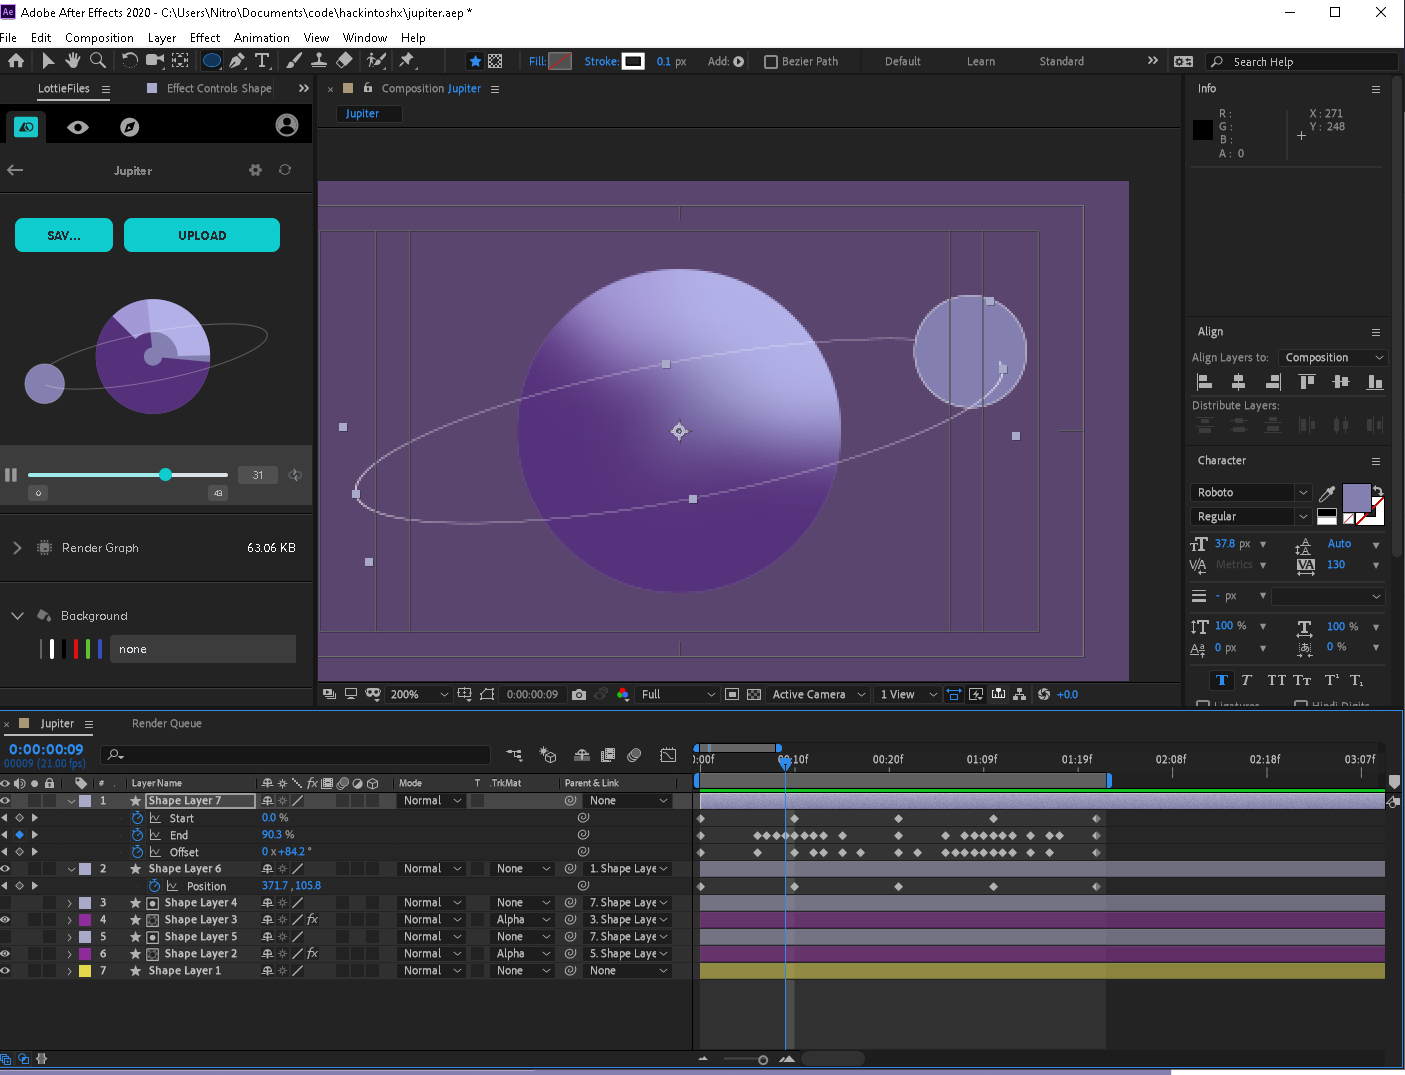 Adobe After Effects 2020 - C:\Users\Nitro\Documents\code\hackintoshx\jupiter.aep *
File Edit Composition Layer Effect Animation View Window Help
Fill: Stroke: 0.1 px Add: Bezier Path Default Learn Standard Search Help
LottieFiles Effect Controls Shape
Composition Jupiter
Jupiter
Info
R :
G :
B :
A : 0
X : 271
Y : 248
Jupiter
SAV...
UPLOAD
31
0
43
Render Graph 63.06 KB
Background
none
Align
Align Layers to: Composition
Distribute Layers:
Character
Roboto
Regular
37.8 px Auto
Metrics 130
- px
100 % 100 %
0 px 0 %
Ligatures Hindi Digits
200% 0:00:00:09 Full Active Camera 1 View +0.0
Jupiter Render Queue
0:00:00:09
00009 (21.00 fps)
):00f 00:10f 00:20f 01:09f 01:19f 02:08f 02:18f 03:07f
# Layer Name Mode T .TrkMat Parent & Link
1 Shape Layer 7 Normal None
Start 0.0 %
End 90.3 %
Offset 0 x+84.2 °
2 Shape Layer 6 Normal None 1. Shape Laye
Position 371.7 , 105.8
3 Shape Layer 4 Normal None 7. Shape Laye
4 Shape Layer 3 Normal Alpha 3. Shape Laye
5 Shape Layer 5 Normal None 7. Shape Laye
6 Shape Layer 2 Normal Alpha 5. Shape Laye
7 Shape Layer 1 Normal None None